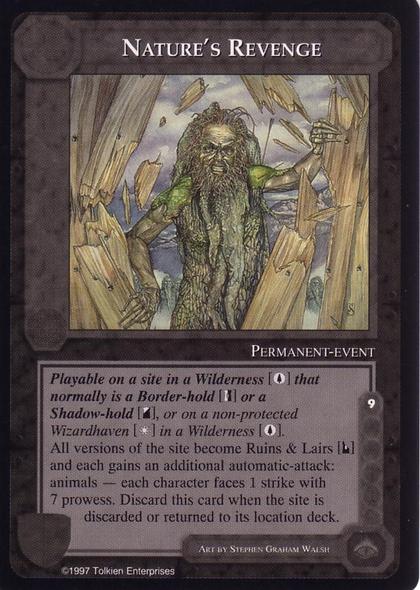 NATURE'S REVENGE
PERMANENT-EVENT
Playable on a site in a Wilderness [ ] that
normally is a Border-hold [ ] or a
Shadow-hold [ ], or on a non-protected
Wizardhaven [ ] in a Wilderness [ ].
9
All versions of the site become Ruins & Lairs [ ]
and each gains an additional automatic-attack:
animals — each character faces 1 strike with
7 prowess. Discard this card when the site is
discarded or returned to its location deck.
ART BY STEPHEN GRAHAM WALSH
©1997 Tolkien Enterprises